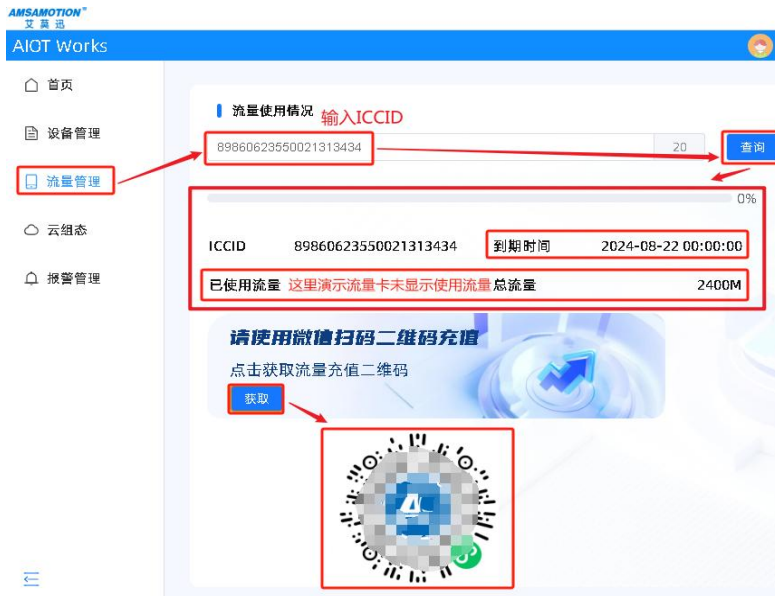 AMSAMOTION®
艾莫迅
AIOT Works
首页
设备管理
流量管理
云组态
报警管理
流量使用情况 输入ICCID
89860623550021313434 20 查询
0%
ICCID 89860623550021313434 到期时间 2024-08-22 00:00:00
已使用流量 这里演示流量卡未显示使用流量 总流量 2400M
请使用微信扫码二维码充值
点击获取流量充值二维码
获取